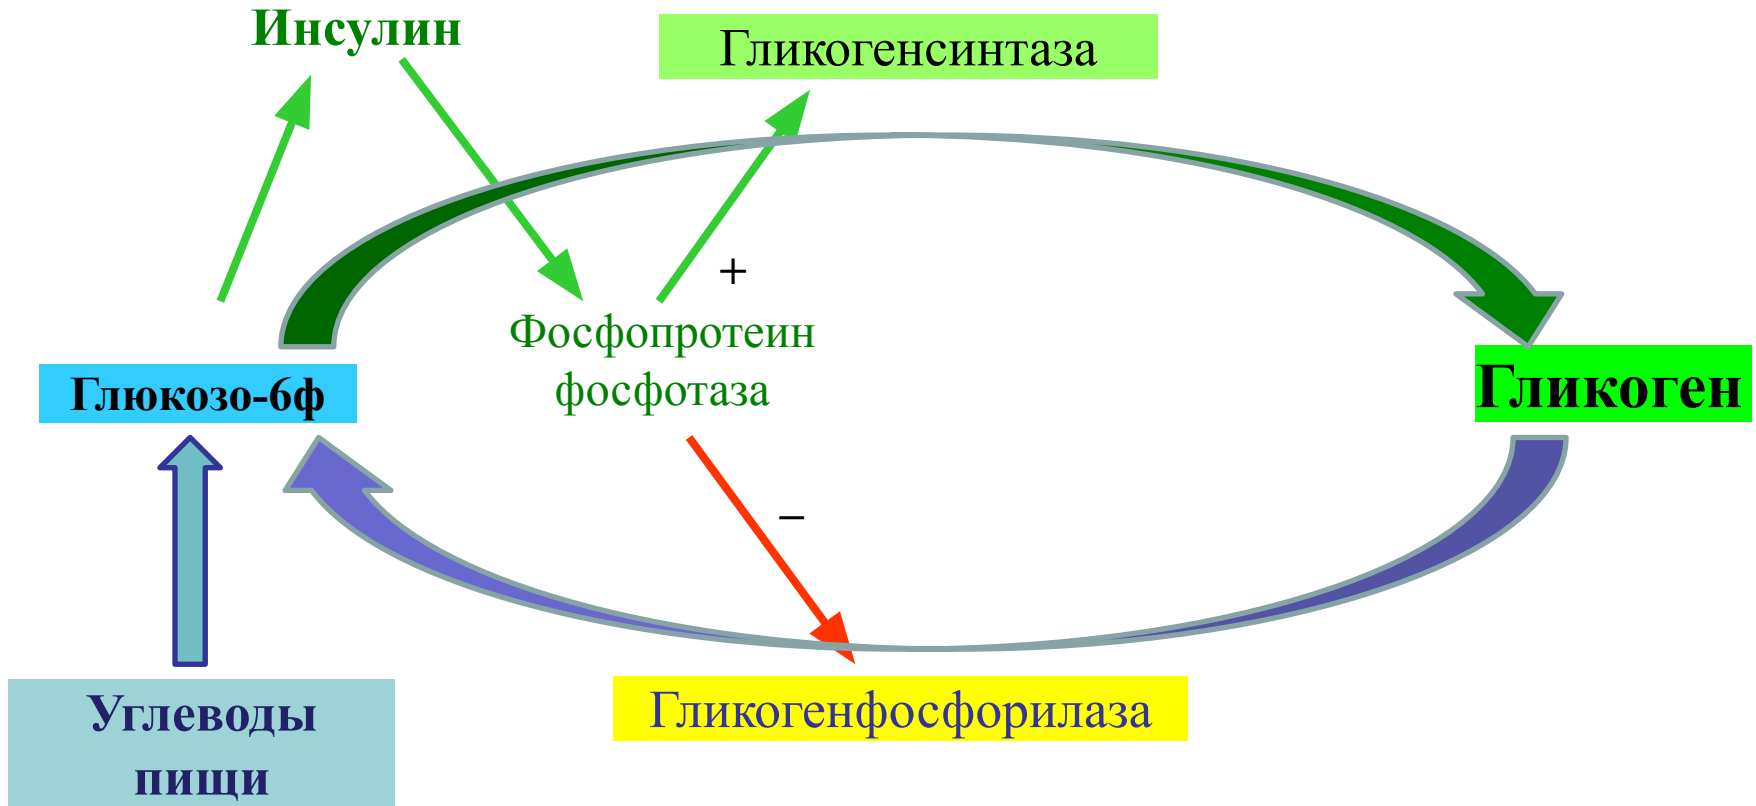 Инсулин
Гликогенсинтаза
+
Фосфопротеин
фосфотаза
Глюкозо-6ф
Гликоген
–
Гликогенфосфорилаза
Углеводы
пищи